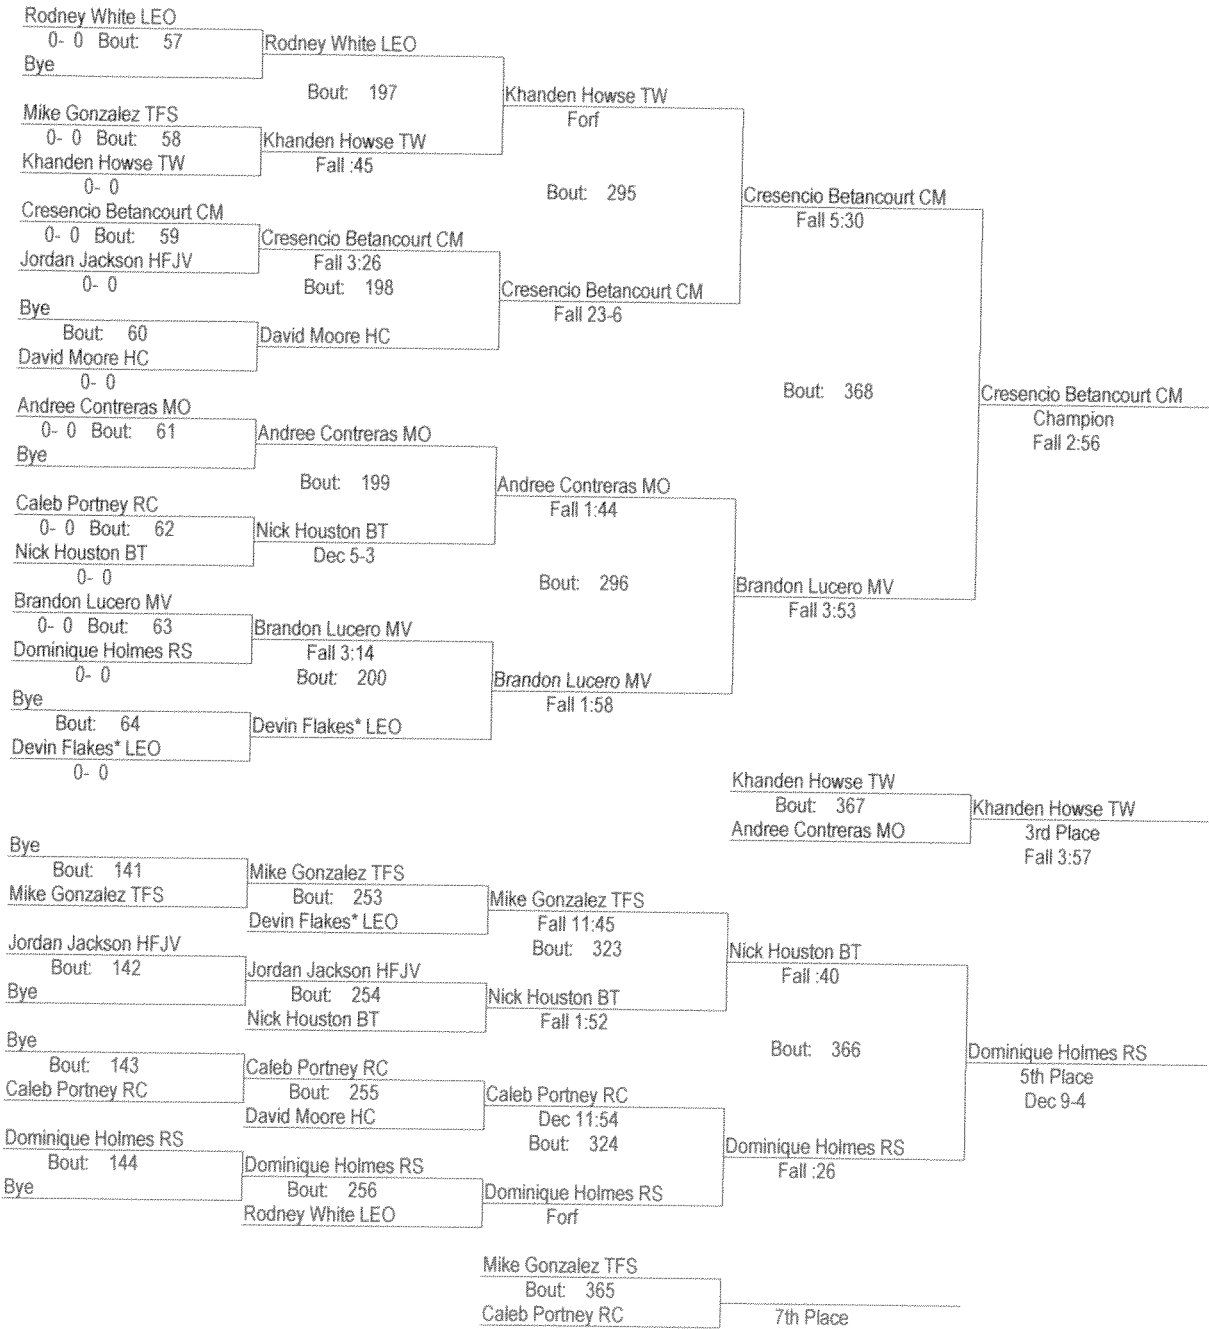 Rodney White LEO
0- 0 Bout: 57
Bye
Rodney White LEO
Bout: 197
Mike Gonzalez TFS
0- 0 Bout: 58
Khanden Howse TW
0- 0
Khanden Howse TW
Fall :45
Khanden Howse TW
Forf
Bout: 295
Cresencio Betancourt CM
0- 0 Bout: 59
Jordan Jackson HFJV
0- 0
Cresencio Betancourt CM
Fall 3:26
Bout: 198
Bye
Bout: 60
David Moore HC
0- 0
David Moore HC
Cresencio Betancourt CM
Fall 23-6
Cresencio Betancourt CM
Fall 5:30
Bout: 368
Cresencio Betancourt CM
Champion
Fall 2:56
Andree Contreras MO
0- 0 Bout: 61
Bye
Andree Contreras MO
Bout: 199
Caleb Portney RC
0- 0 Bout: 62
Nick Houston BT
0- 0
Nick Houston BT
Dec 5-3
Andree Contreras MO
Fall 1:44
Bout: 296
Brandon Lucero MV
0- 0 Bout: 63
Dominique Holmes RS
0- 0
Brandon Lucero MV
Fall 3:14
Bout: 200
Bye
Bout: 64
Devin Flakes* LEO
0- 0
Devin Flakes* LEO
Brandon Lucero MV
Fall 1:58
Brandon Lucero MV
Fall 3:53
Khanden Howse TW
Bout: 367
Andree Contreras MO
Khanden Howse TW
3rd Place
Fall 3:57
Bye
Bout: 141
Mike Gonzalez TFS
Mike Gonzalez TFS
Bout: 253
Devin Flakes* LEO
Mike Gonzalez TFS
Fall 11:45
Bout: 323
Jordan Jackson HFJV
Bout: 142
Bye
Jordan Jackson HFJV
Bout: 254
Nick Houston BT
Nick Houston BT
Fall 1:52
Nick Houston BT
Fall :40
Bout: 366
Bye
Bout: 143
Caleb Portney RC
Caleb Portney RC
Bout: 255
David Moore HC
Caleb Portney RC
Dec 11:54
Bout: 324
Dominique Holmes RS
Bout: 144
Bye
Dominique Holmes RS
Bout: 256
Rodney White LEO
Dominique Holmes RS
Forf
Dominique Holmes RS
Fall :26
Dominique Holmes RS
5th Place
Dec 9-4
Mike Gonzalez TFS
Bout: 365
Caleb Portney RC
7th Place